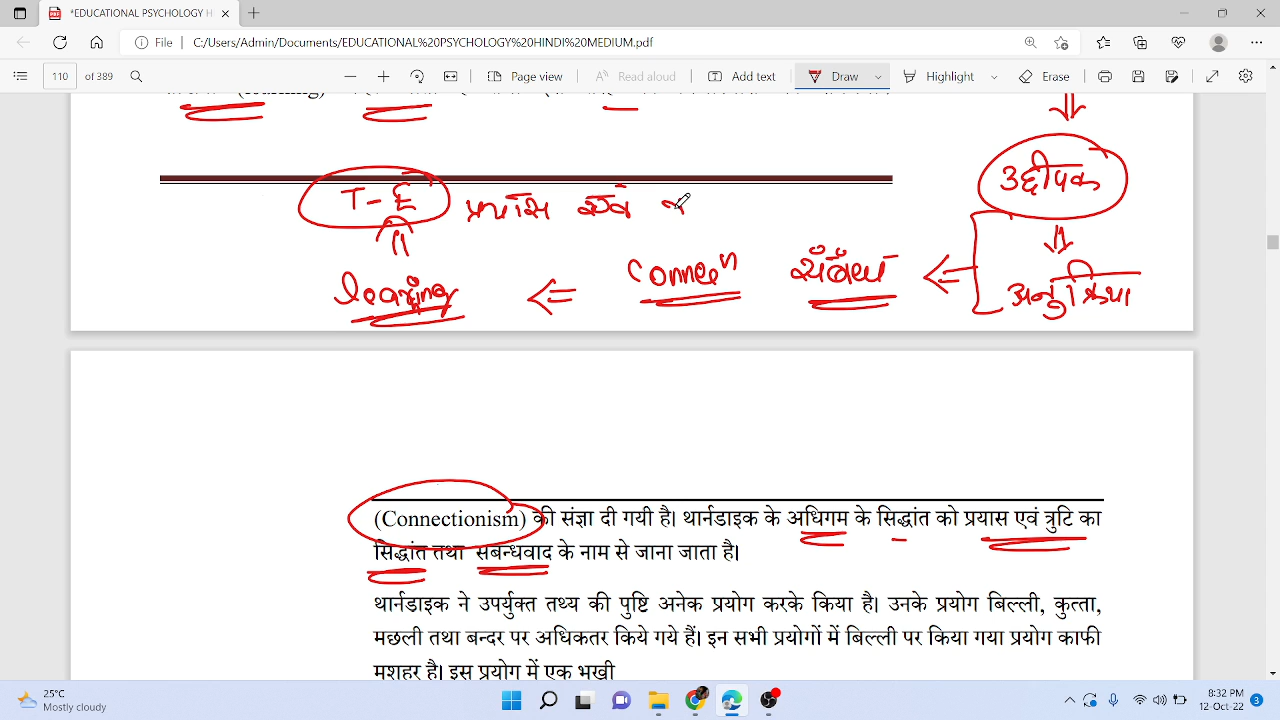 *EDUCATIONAL PSYCHOLOGY H
File
C:/Users/Admin/Documents/EDUCATIONAL%20PSYCHOLOGY%20HINDI%20MEDIUM.pdf
110 of 389
Page view
Read aloud
Add text
Draw
Highlight
Erase
उद्दीपक
T-E प्रयास एवं
learning
Connecn
संबंध
अनुक्रिया
(Connectionism) की संज्ञा दी गयी है। थार्नडाइक के अधिगम के सिद्धांत को प्रयास एवं त्रुटि का
सिद्धांत तथा संबन्धवाद के नाम से जाना जाता है।
थार्नडाइक ने उपर्युक्त तथ्य की पुष्टि अनेक प्रयोग करके किया है। उनके प्रयोग बिल्ली, कुत्ता,
मछली तथा बन्दर पर अधिकतर किये गये हैं। इन सभी प्रयोगों में बिल्ली पर किया गया प्रयोग काफी
मशहूर है। इस प्रयोग में एक भूखी
25°C
Mostly cloudy
8:32 PM
12-Oct-22
3